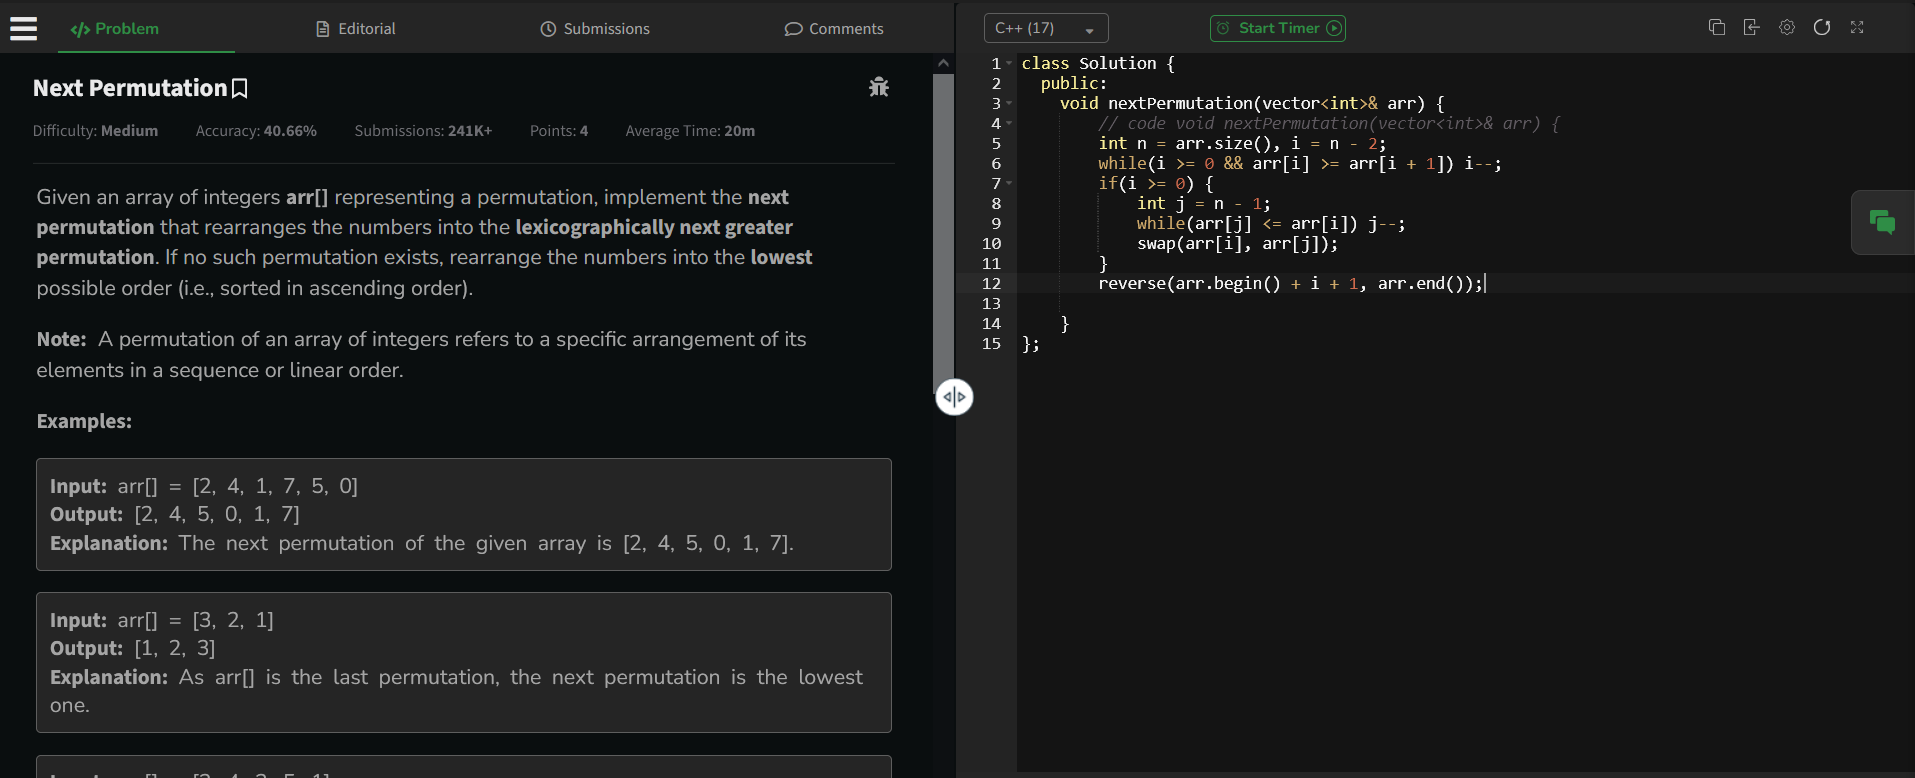 Problem
Editorial
Submissions
Comments
Next Permutation
Difficulty: Medium Accuracy: 40.66% Submissions: 241K+ Points: 4 Average Time: 20m
Given an array of integers arr[] representing a permutation, implement the next
permutation that rearranges the numbers into the lexicographically next greater
permutation. If no such permutation exists, rearrange the numbers into the lowest
possible order (i.e., sorted in ascending order).
Note: A permutation of an array of integers refers to a specific arrangement of its
elements in a sequence or linear order.
Examples:
Input: arr[] = [2, 4, 1, 7, 5, 0]
Output: [2, 4, 5, 0, 1, 7]
Explanation: The next permutation of the given array is [2, 4, 5, 0, 1, 7].
Input: arr[] = [3, 2, 1]
Output: [1, 2, 3]
Explanation: As arr[] is the last permutation, the next permutation is the lowest
one.
C++ (17)
Start Timer
1 class Solution {
2 public:
3 void nextPermutation(vector<int>& arr) {
4 // code void nextPermutation(vector<int>& arr) {
5 int n = arr.size(), i = n - 2;
6 while(i >= 0 && arr[i] >= arr[i + 1]) i--;
7 if(i >= 0) {
8 int j = n - 1;
9 while(arr[j] <= arr[i]) j--;
10 swap(arr[i], arr[j]);
11 }
12 reverse(arr.begin() + i + 1, arr.end());
13
14 }
15 };